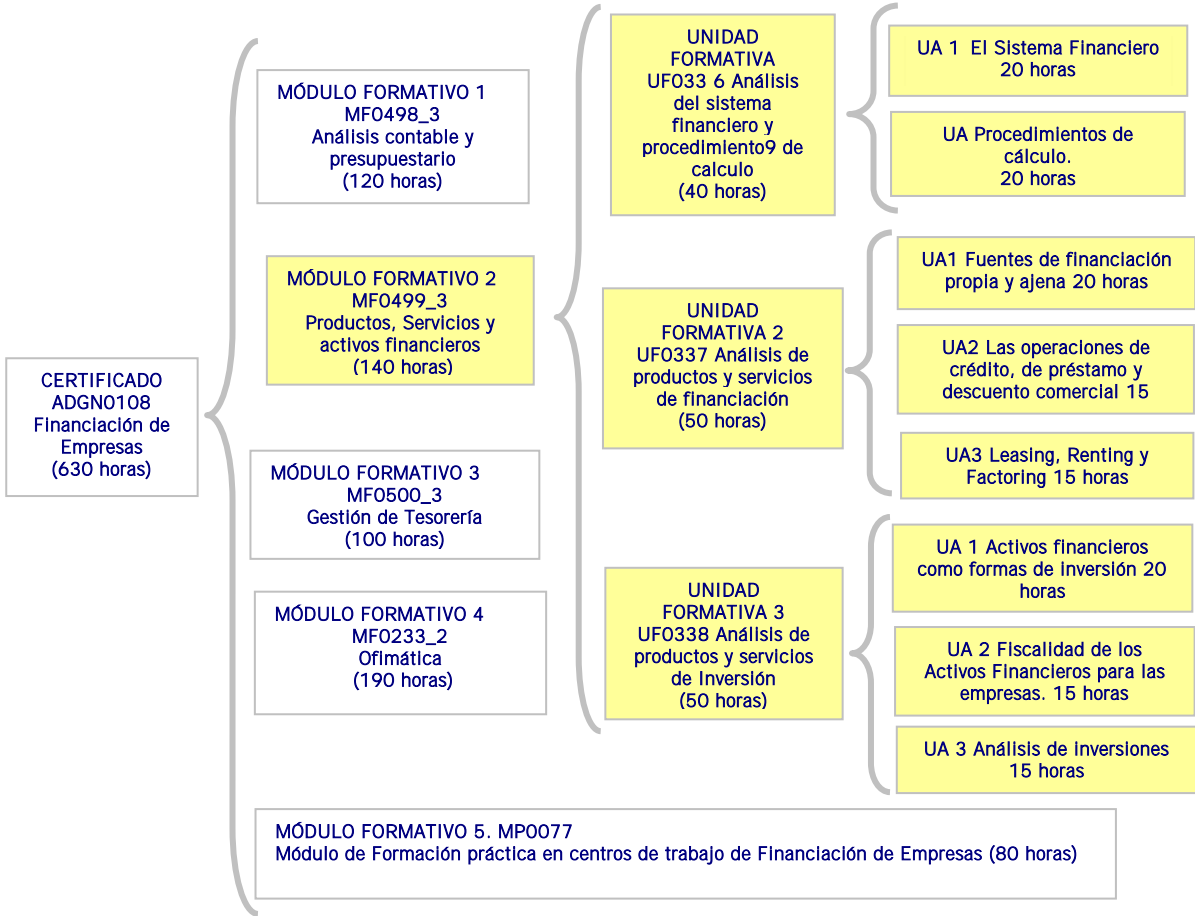 CERTIFICADO
ADGN0108
Financiación de
Empresas
(630 horas)
MÓDULO FORMATIVO 1
MF0498_3
Análisis contable y
presupuestario
(120 horas)
MÓDULO FORMATIVO 2
MF0499_3
Productos, Servicios y
activos financieros
(140 horas)
MÓDULO FORMATIVO 3
MF0500_3
Gestión de Tesorería
(100 horas)
MÓDULO FORMATIVO 4
MF0233_2
Ofimática
(190 horas)
MÓDULO FORMATIVO 5. MP0077
Módulo de Formación práctica en centros de trabajo de Financiación de Empresas (80 horas)
UNIDAD
FORMATIVA
UF033 6 Análisis
del sistema
financiero y
procedimiento9 de
calculo
(40 horas)
UNIDAD
FORMATIVA 2
UF0337 Análisis de
productos y servicios
de financiación
(50 horas)
UNIDAD
FORMATIVA 3
UF0338 Análisis de
productos y servicios
de Inversión
(50 horas)
UA 1 El Sistema Financiero
20 horas
UA Procedimientos de
cálculo.
20 horas
UA1 Fuentes de financiación
propia y ajena 20 horas
UA2 Las operaciones de
crédito, de préstamo y
descuento comercial 15
UA3 Leasing, Renting y
Factoring 15 horas
UA 1 Activos financieros
como formas de inversión 20
horas
UA 2 Fiscalidad de los
Activos Financieros para las
empresas. 15 horas
UA 3 Análisis de inversiones
15 horas